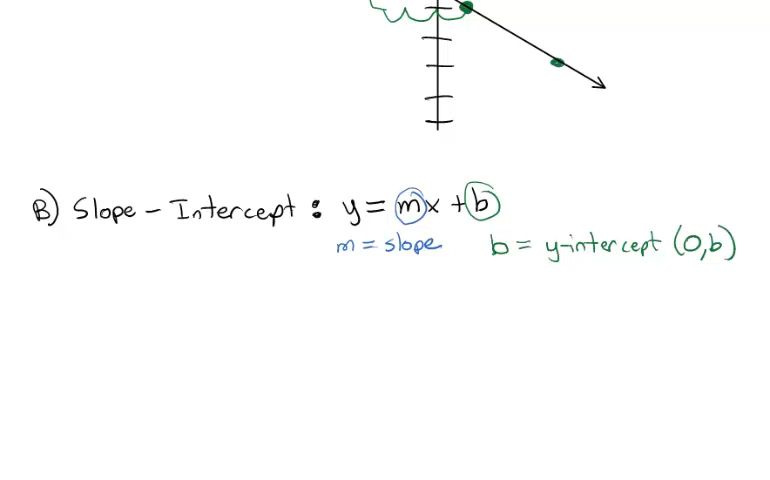 B) Slope - Intercept : y = mx + b
m = slope b = y-intercept (0,b)